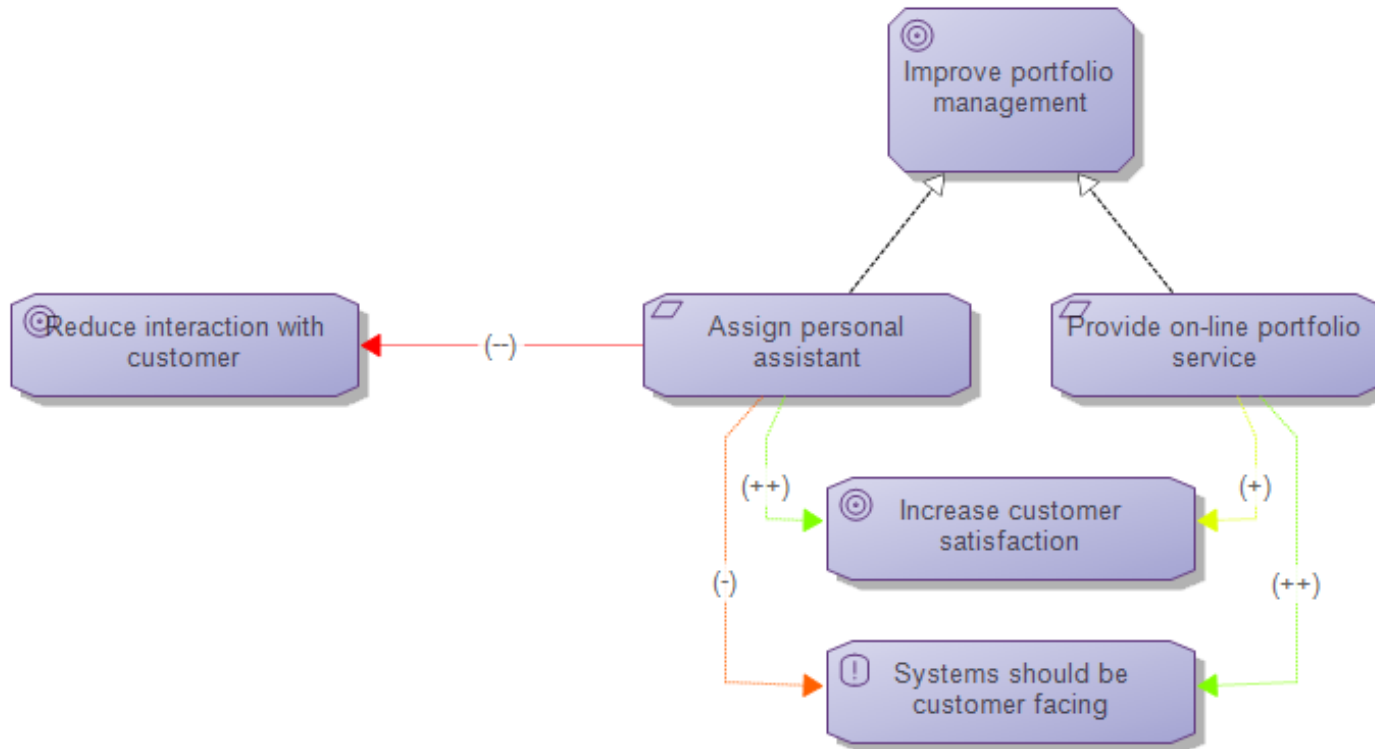 Improve portfolio
management
Reduce interaction with
customer
(--)
Assign personal
assistant
Provide on-line portfolio
service
(++)
Increase customer
satisfaction
(+)
(-)
(++)
Systems should be
customer facing